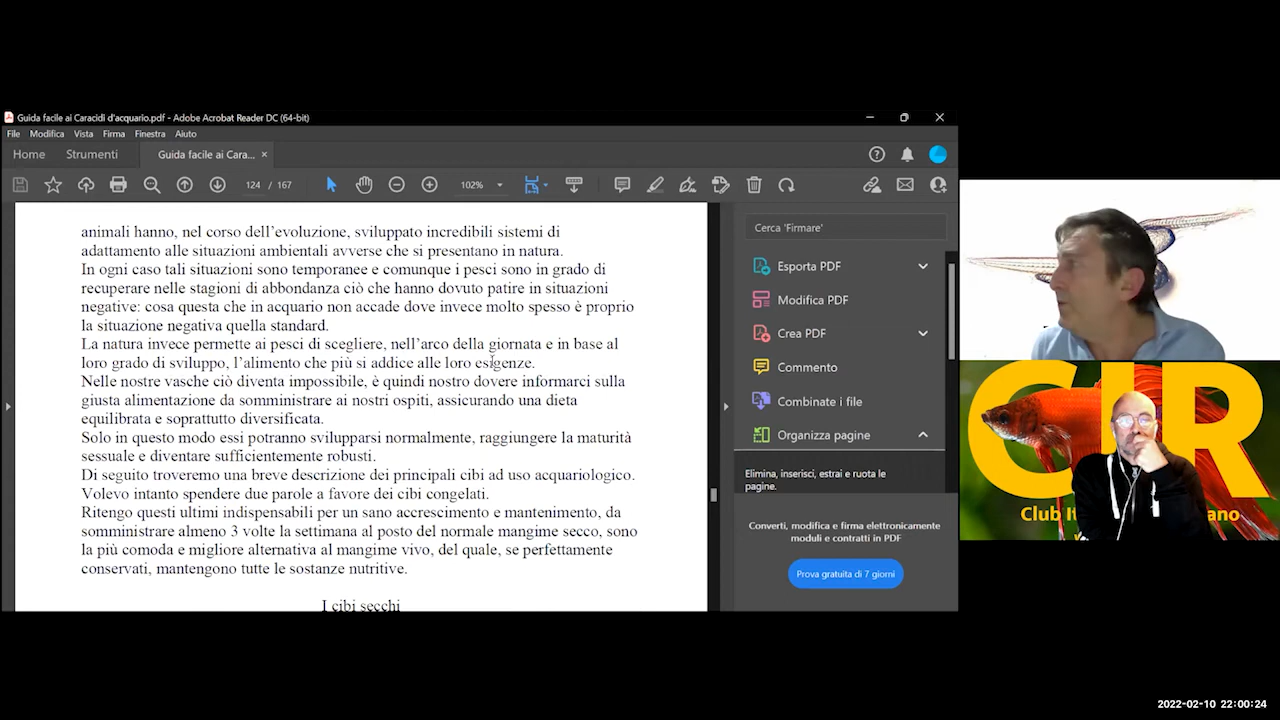 Guida facile ai Caracidi d'acquario.pdf - Adobe Acrobat Reader DC (64-bit)
File Modifica Vista Firma Finestra Aiuto
Home Strumenti Guida facile ai Cara... ×
124 / 167 102%
animali hanno, nel corso dell'evoluzione, sviluppato incredibili sistemi di
adattamento alle situazioni ambientali avverse che si presentano in natura.
In ogni caso tali situazioni sono temporanee e comunque i pesci sono in grado di
recuperare nelle stagioni di abbondanza ciò che hanno dovuto patire in situazioni
negative: cosa questa che in acquario non accade dove invece molto spesso è proprio
la situazione negativa quella standard.
La natura invece permette ai pesci di scegliere, nell'arco della giornata e in base al
loro grado di sviluppo, l'alimento che più si addice alle loro esigenze.
Nelle nostre vasche ciò diventa impossibile, è quindi nostro dovere informarci sulla
giusta alimentazione da somministrare ai nostri ospiti, assicurando una dieta
equilibrata e soprattutto diversificata.
Solo in questo modo essi potranno svilupparsi normalmente, raggiungere la maturità
sessuale e diventare sufficientemente robusti.
Di seguito troveremo una breve descrizione dei principali cibi ad uso acquariologico.
Volevo intanto spendere due parole a favore dei cibi congelati.
Ritengo questi ultimi indispensabili per un sano accrescimento e mantenimento, da
somministrare almeno 3 volte la settimana al posto del normale mangime secco, sono
la più comoda e migliore alternativa al mangime vivo, del quale, se perfettamente
conservati, mantengono tutte le sostanze nutritive.
I cibi secchi
Cerca 'Firmare'
Esporta PDF
Modifica PDF
Crea PDF
Commento
Combinate i file
Organizza pagine
Elimina, inserisci, estrai e ruota le
pagine.
Converti, modifica e firma elettronicamente
moduli e contratti in PDF
Prova gratuita di 7 giorni
CIR
Club It ano
2022-02-10 22:00:24